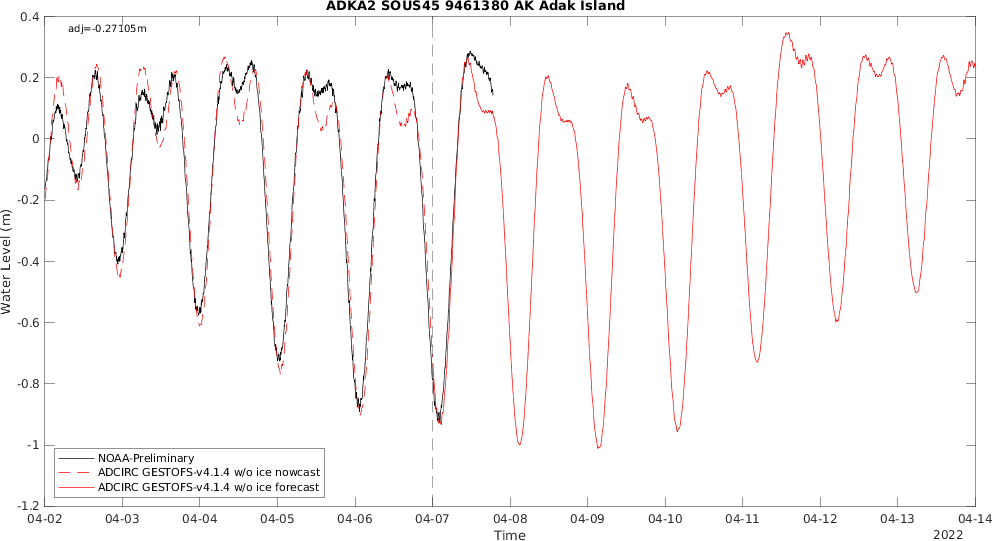 ADKA2 SOUS45 9461380 AK Adak Island
adj=-0.27105m
0.4
0.2
0
-0.2
-0.4
-0.6
-0.8
-1
-1.2
Water Level (m)
NOAA-Preliminary
ADCIRC GESTOFS-v4.1.4 w/o ice nowcast
ADCIRC GESTOFS-v4.1.4 w/o ice forecast
04-02 04-03 04-04 04-05 04-06 04-07 04-08 04-09 04-10 04-11 04-12 04-13 04-14
Time
2022